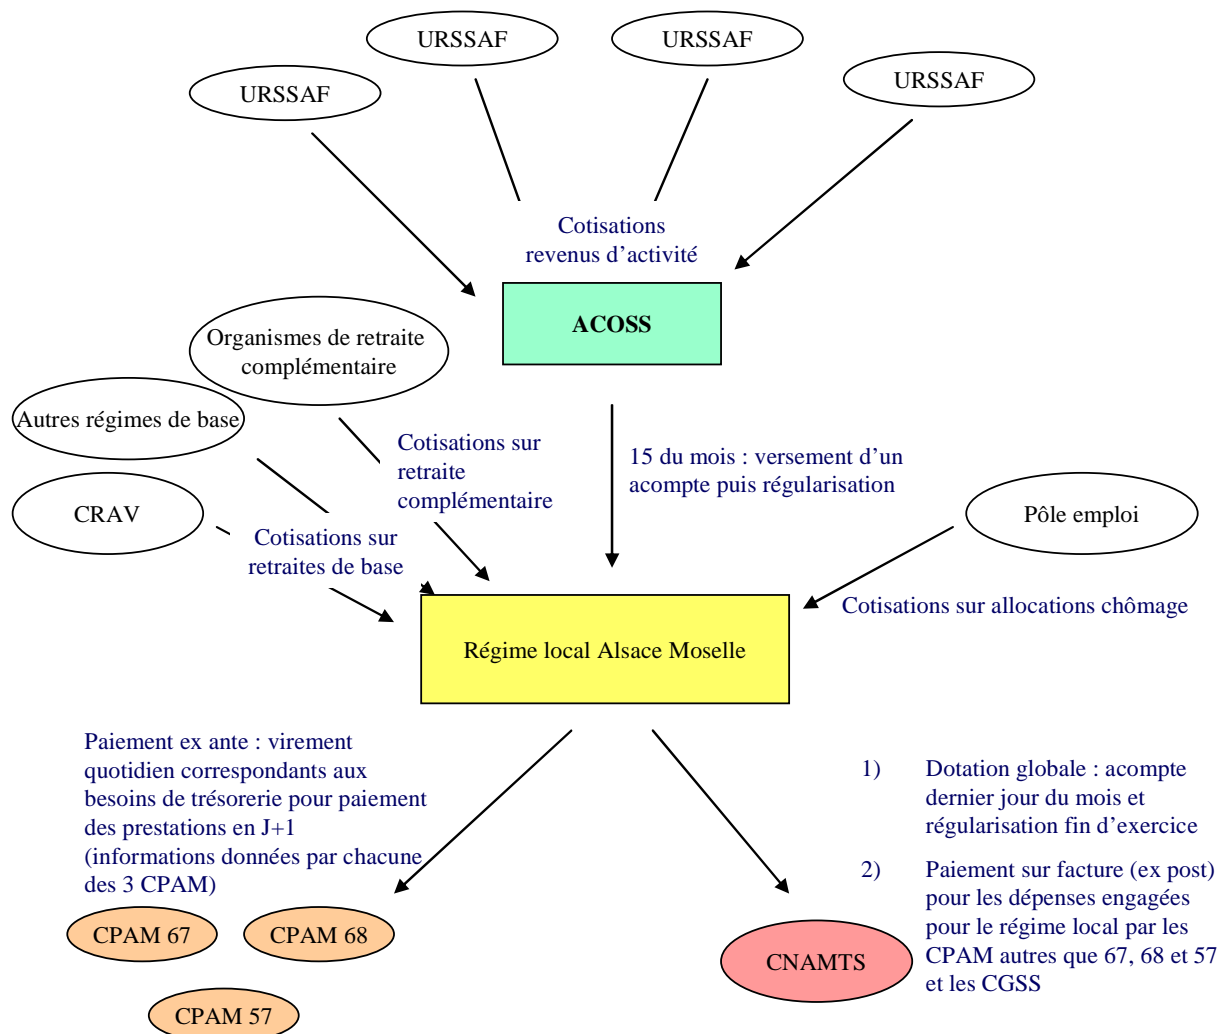 URSSAF
URSSAF
URSSAF
URSSAF
Cotisations
revenus d’activité
ACOSS
Organismes de retraite
complémentaire
Autres régimes de base
CRAV
Cotisations sur
retraite
complémentaire
15 du mois : versement d’un
acompte puis régularisation
Pôle emploi
Cotisations sur
retraites de base
Cotisations sur allocations chômage
Régime local Alsace Moselle
Paiement ex ante : virement
quotidien correspondants aux
besoins de trésorerie pour paiement
des prestations en J+1
(informations données par chacune
des 3 CPAM)
1) Dotation globale : acompte
dernier jour du mois et
régularisation fin d’exercice
2) Paiement sur facture (ex post)
pour les dépenses engagées
pour le régime local par les
CPAM autres que 67, 68 et 57
et les CGSS
CPAM 67
CPAM 68
CNAMTS
CPAM 57